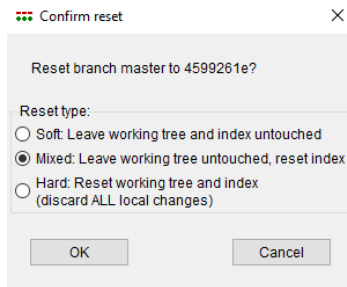 Confirm reset
Reset branch master to 4599261e?
Reset type:
Soft: Leave working tree and index untouched
Mixed: Leave working tree untouched, reset index
Hard: Reset working tree and index
(discard ALL local changes)
OK
Cancel